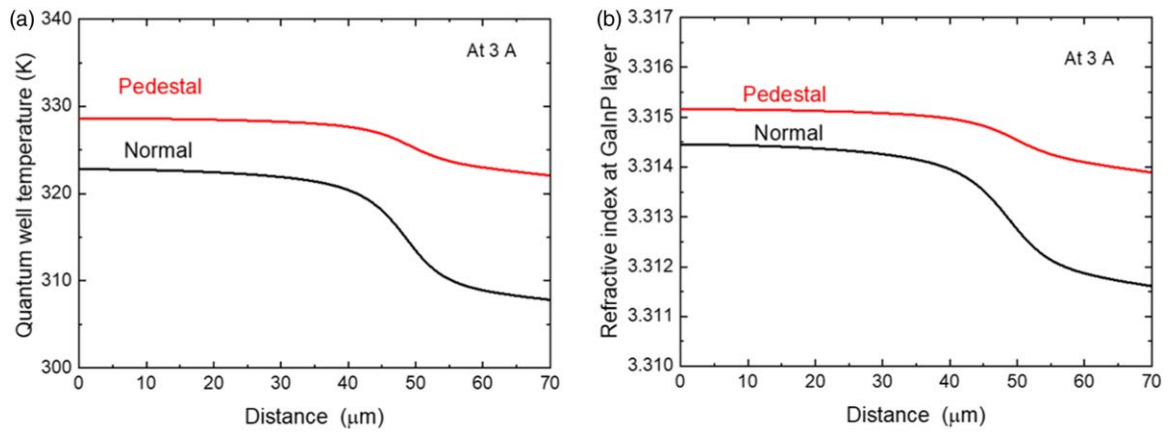 (a)
Quantum well temperature (K)
340
330
320
310
300
At 3 A
Pedestal
Normal
0 10 20 30 40 50 60 70
Distance (μm)
(b)
Refractive index at GaInP layer
3.317
3.316
3.315
3.314
3.313
3.312
3.311
3.310
At 3 A
Pedestal
Normal
0 10 20 30 40 50 60 70
Distance (μm)